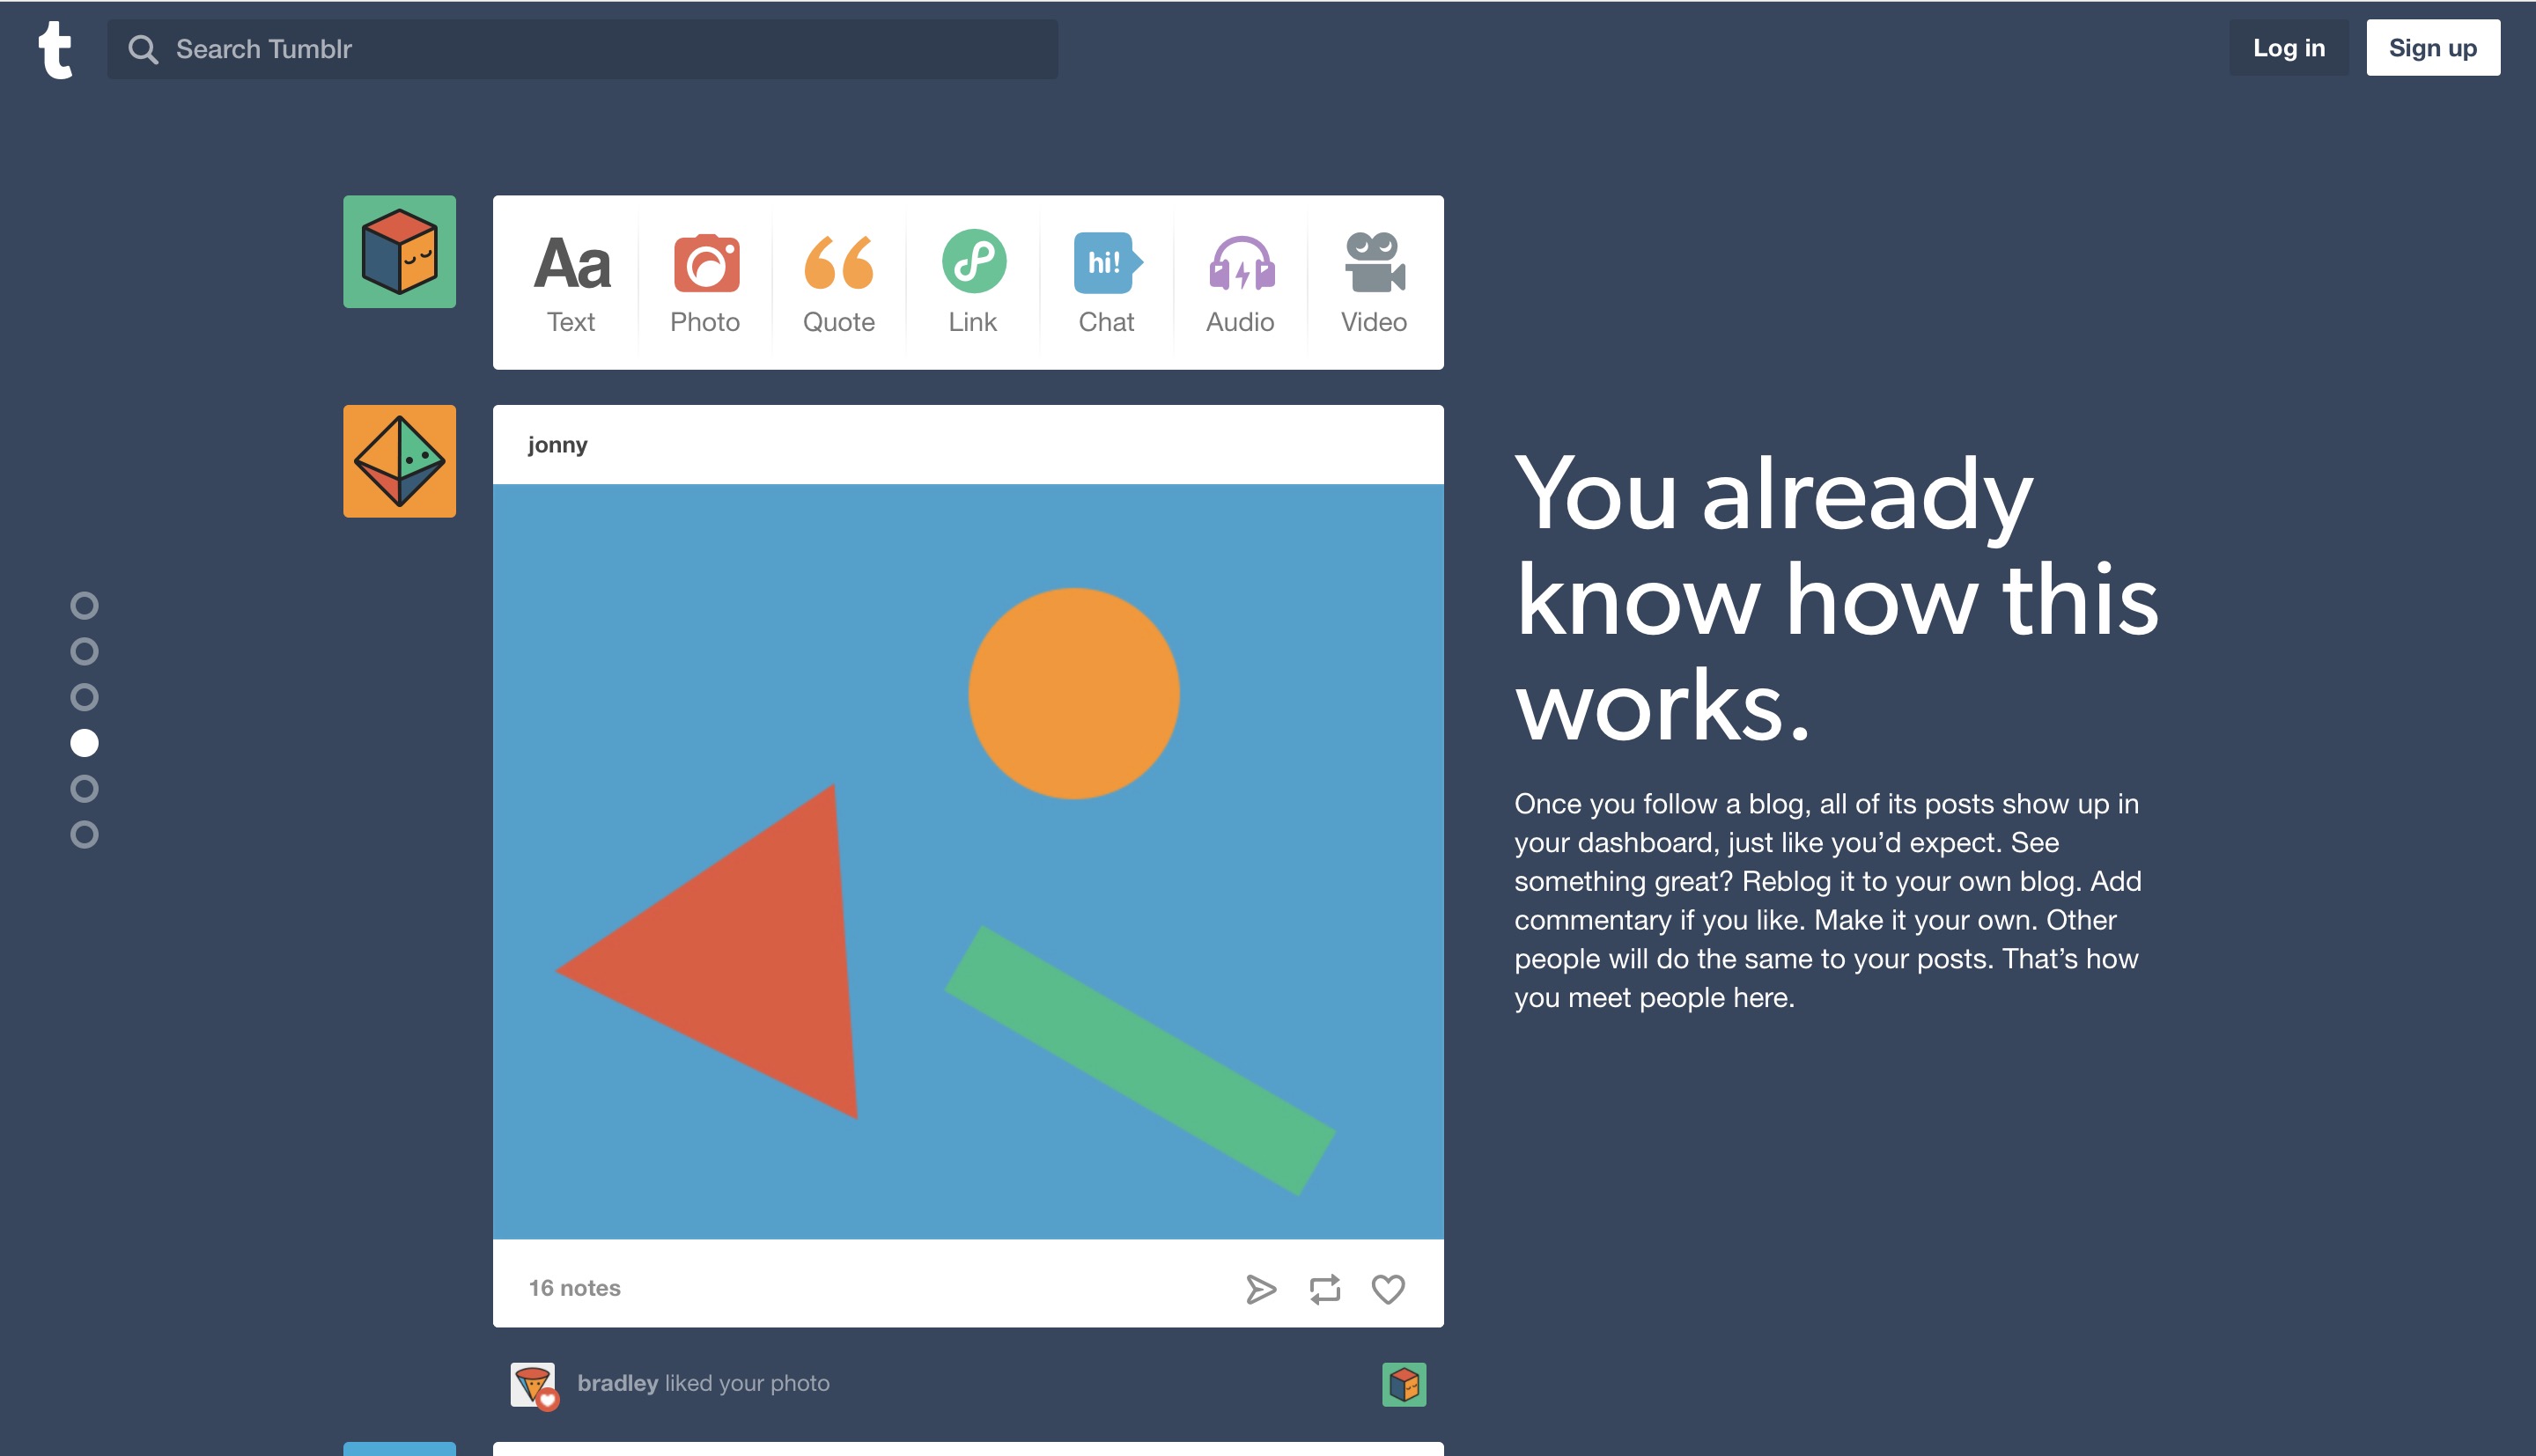 t
Search Tumblr
Log in
Sign up
Aa
hi!
Text
Photo
Quote
Link
Chat
Audio
Video
jonny
You already
know how this
works.
Once you follow a blog, all of its posts show up in
your dashboard, just like you’d expect. See
something great? Reblog it to your own blog. Add
commentary if you like. Make it your own. Other
people will do the same to your posts. That’s how
you meet people here.
16 notes
bradley liked your photo